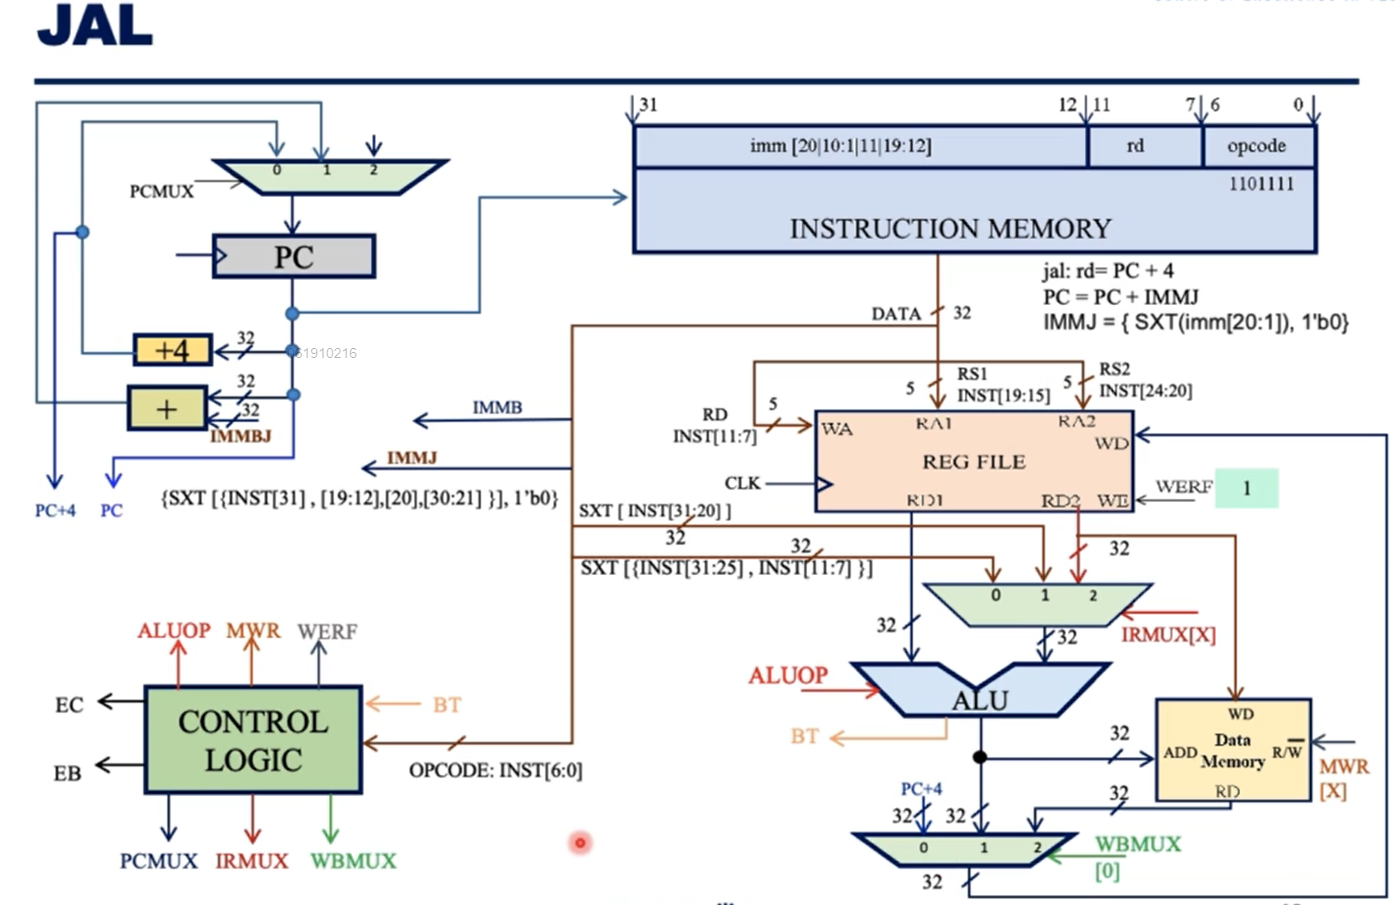 JAL
31 12 11 7 6 0
imm [20|10:1|11|19:12] rd opcode
1101111
INSTRUCTION MEMORY
0 1 2
PCMUX
PC
jal: rd= PC + 4
PC = PC + IMMJ
IMMJ = { SXT(imm[20:1]), 1'b0}
DATA 32
32
+4
61910216
32
+
32
IMMBJ
PC+4 PC
IMMB
IMMJ
{SXT [{INST[31] , [19:12],[20],[30:21] }], 1’b0}
RS1
5 INST[19:15]
RS2
5 INST[24:20]
RD 5
INST[11:7]
WA RA1 RA2
WD
REG FILE
CLK
RD1 RD2 WE
WERF 1
SXT [ INST[31:20] ]
32
32
SXT [{INST[31:25] , INST[11:7] }]
32
0 1 2
IRMUX[X]
32
32
ALUOP
ALU
BT
ALUOP MWR WERF
EC
EB
CONTROL
LOGIC
BT
OPCODE: INST[6:0]
PCMUX IRMUX WBMUX
32
WD
ADD Data
Memory R/W
RD
MWR
[X]
32
PC+4
32 32
0 1 2
WBMUX
[0]
32